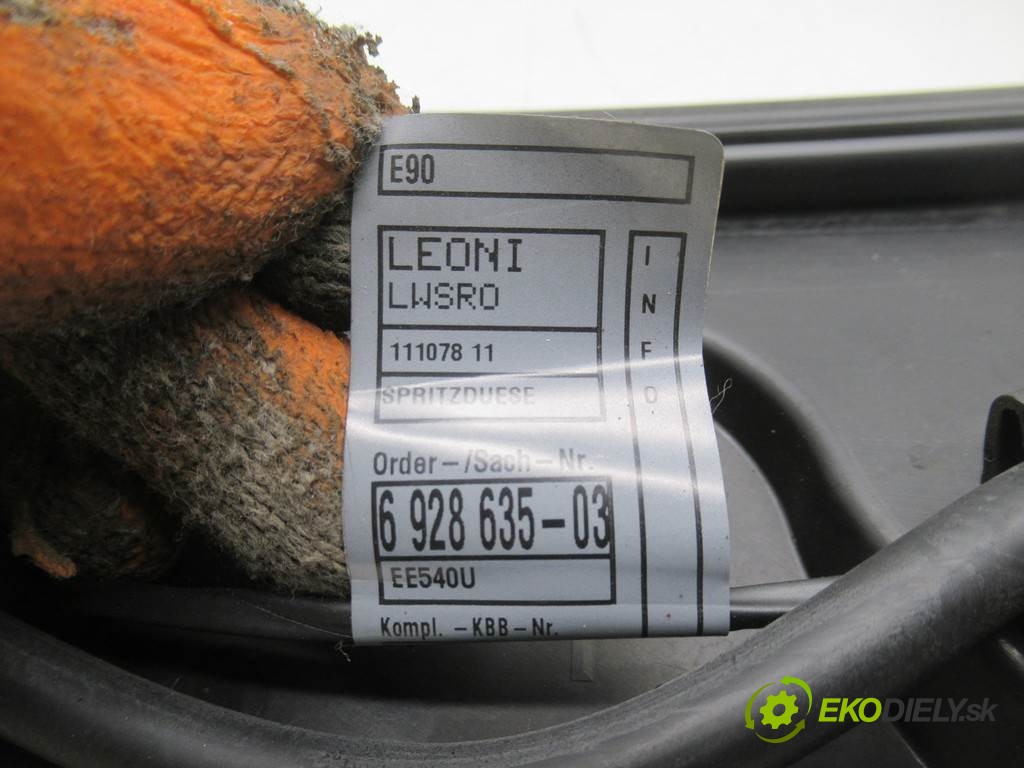 E90
LEONI
LWSRO
111078 11
SPRITZDUESE
INFO
Order-/Sach-Nr.
6 928 635-03
EE540U
Kompl. -KBB-Nr.
EKODIELY.sk